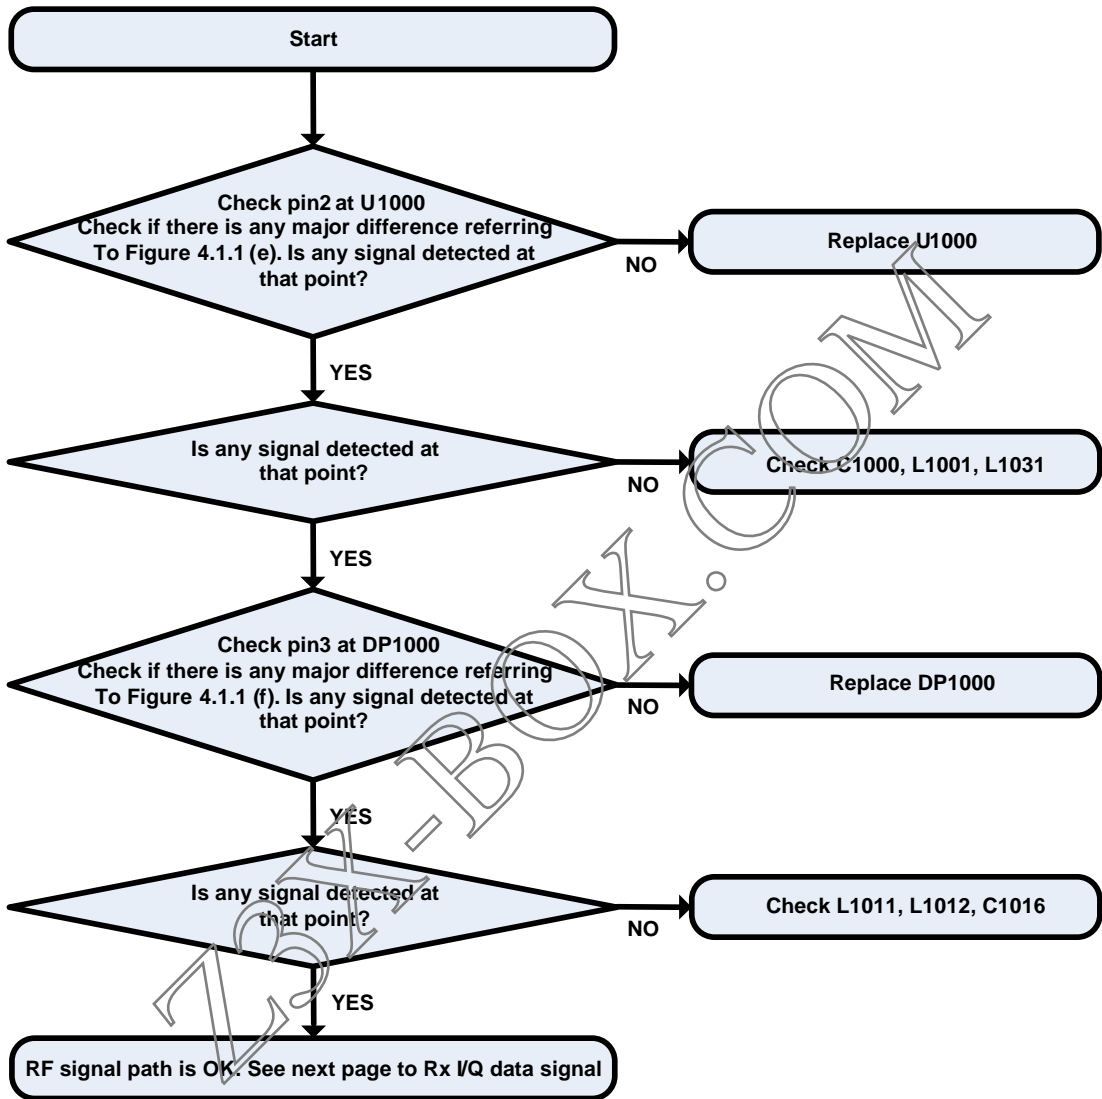 Start
Check pin2 at U1000
Check if there is any major difference referring
To Figure 4.1.1 (e). Is any signal detected at
that point?
NO
Replace U1000
YES
Is any signal detected at
that point?
NO
Check C1000, L1001, L1031
YES
Check pin3 at DP1000
Check if there is any major difference referring
To Figure 4.1.1 (f). Is any signal detected at
that point?
NO
Replace DP1000
YES
Is any signal detected at
that point?
NO
Check L1011, L1012, C1016
YES
RF signal path is OK. See next page to Rx I/Q data signal
Z3X-BOX.COM